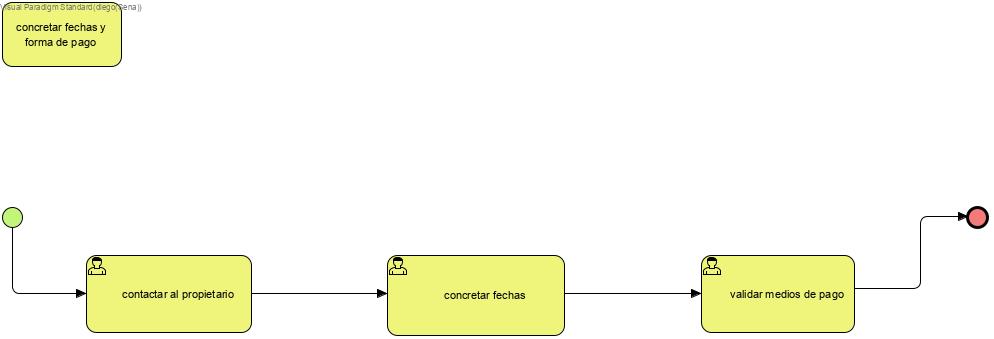 Visual Paradigm Standard(diego(Sena))
concretar fechas y
forma de pago
contactar al propietario
concretar fechas
validar medios de pago